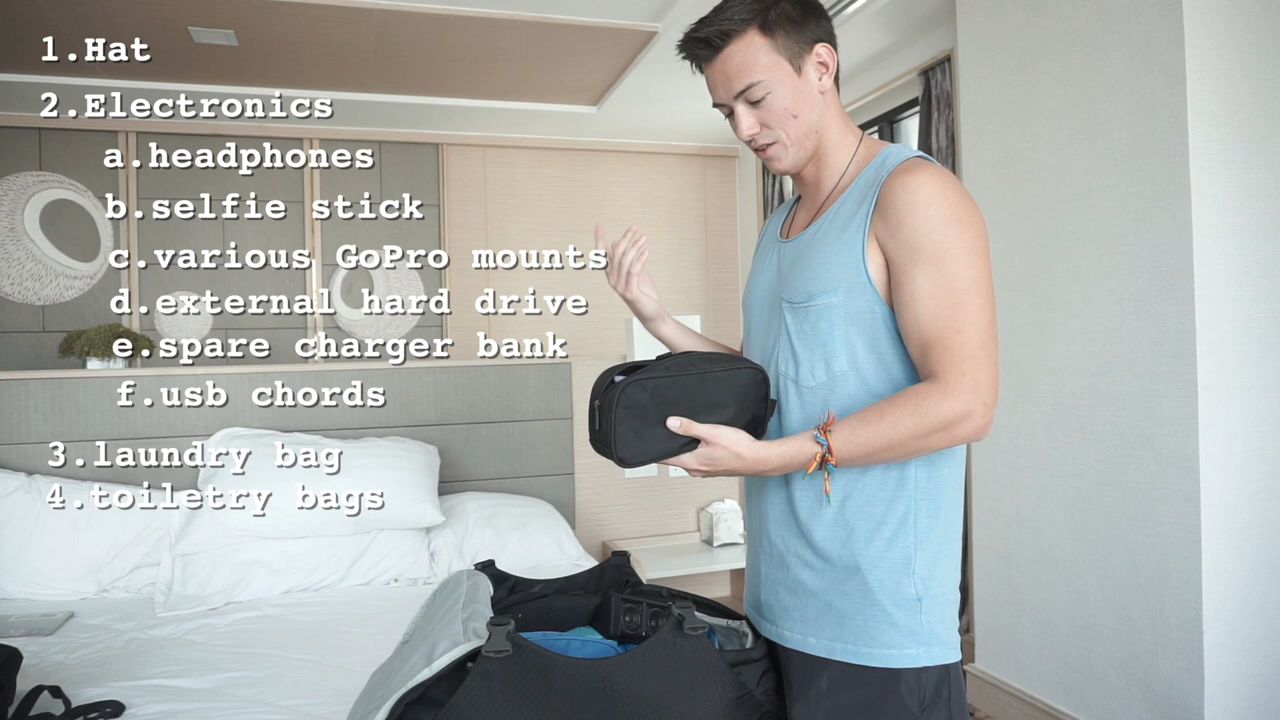 1.Hat
2.Electronics
a.headphones
b.selfie stick
c.various GoPro mounts
d.external hard drive
e.spare charger bank
f.usb chords
3.laundry bag
4.toiletry bags